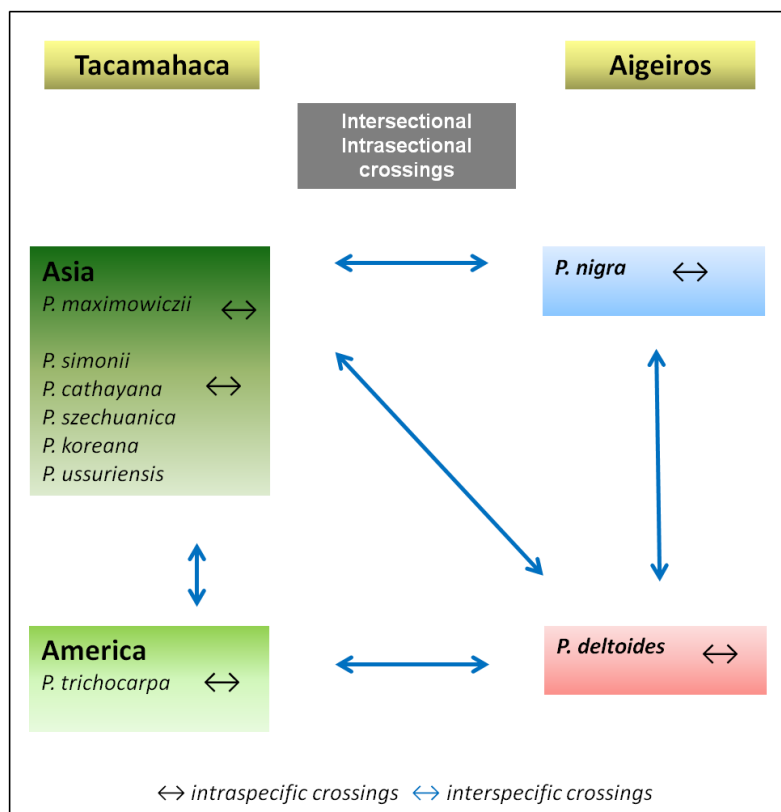 Tacamahaca
Aigeiros
Intersectional
Intrasectional
crossings
Asia
P. maximowiczii
P. simonii
P. cathayana
P. szechuanica
P. koreana
P. ussuriensis
P. nigra
America
P. trichocarpa
P. deltoides
intraspecific crossings
interspecific crossings